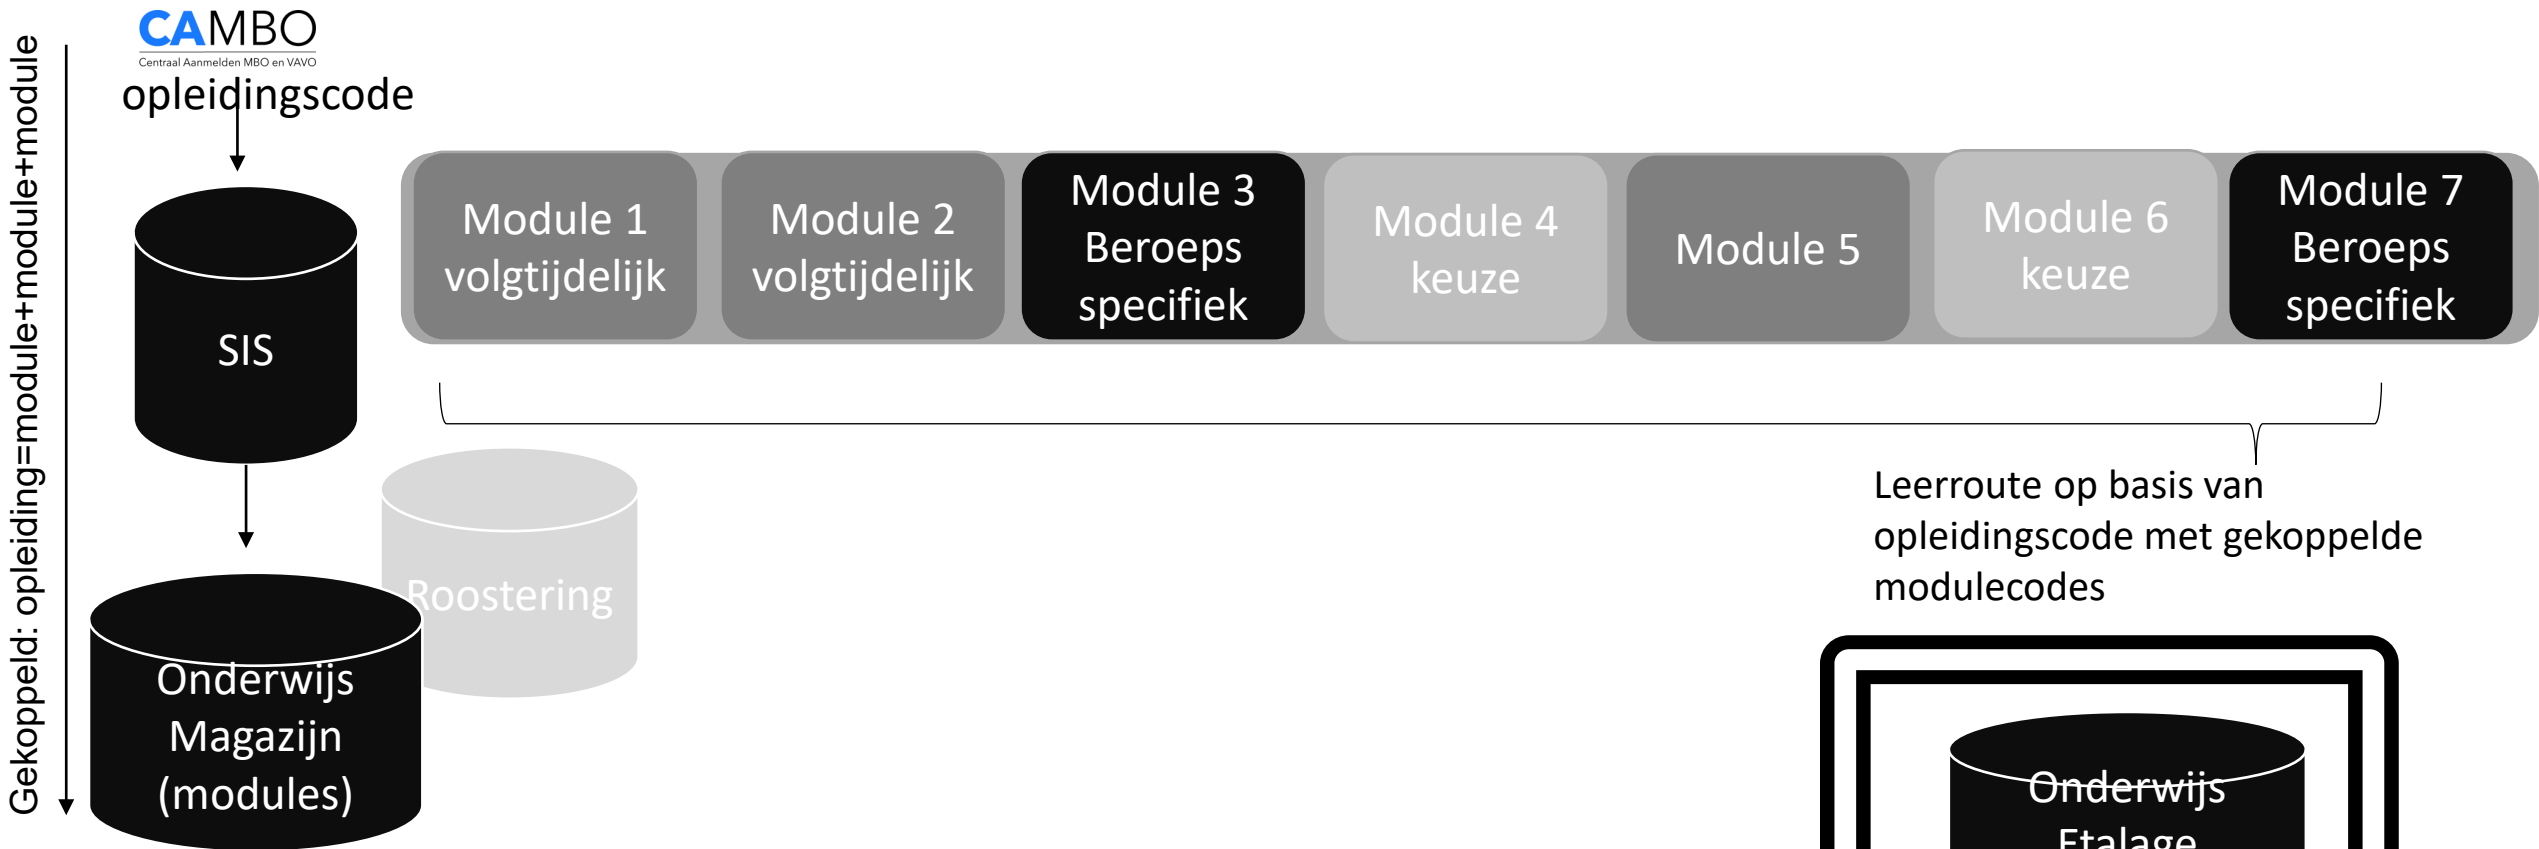 CAMBO
Centraal Aanmelden MBO en VAVO
opleidingscode
Gekoppeld: opleiding=module+module+module
SIS
Module 1
volgtijdelijk
Module 2
volgtijdelijk
Module 3
Beroeps
specifiek
Module 4
keuze
Module 5
Module 6
keuze
Module 7
Beroeps
specifiek
Leerroute op basis van
opleidingscode met gekoppelde
modulecodes
Roostering
Onderwijs
Magazijn
(modules)
Onderwijs
Etalage